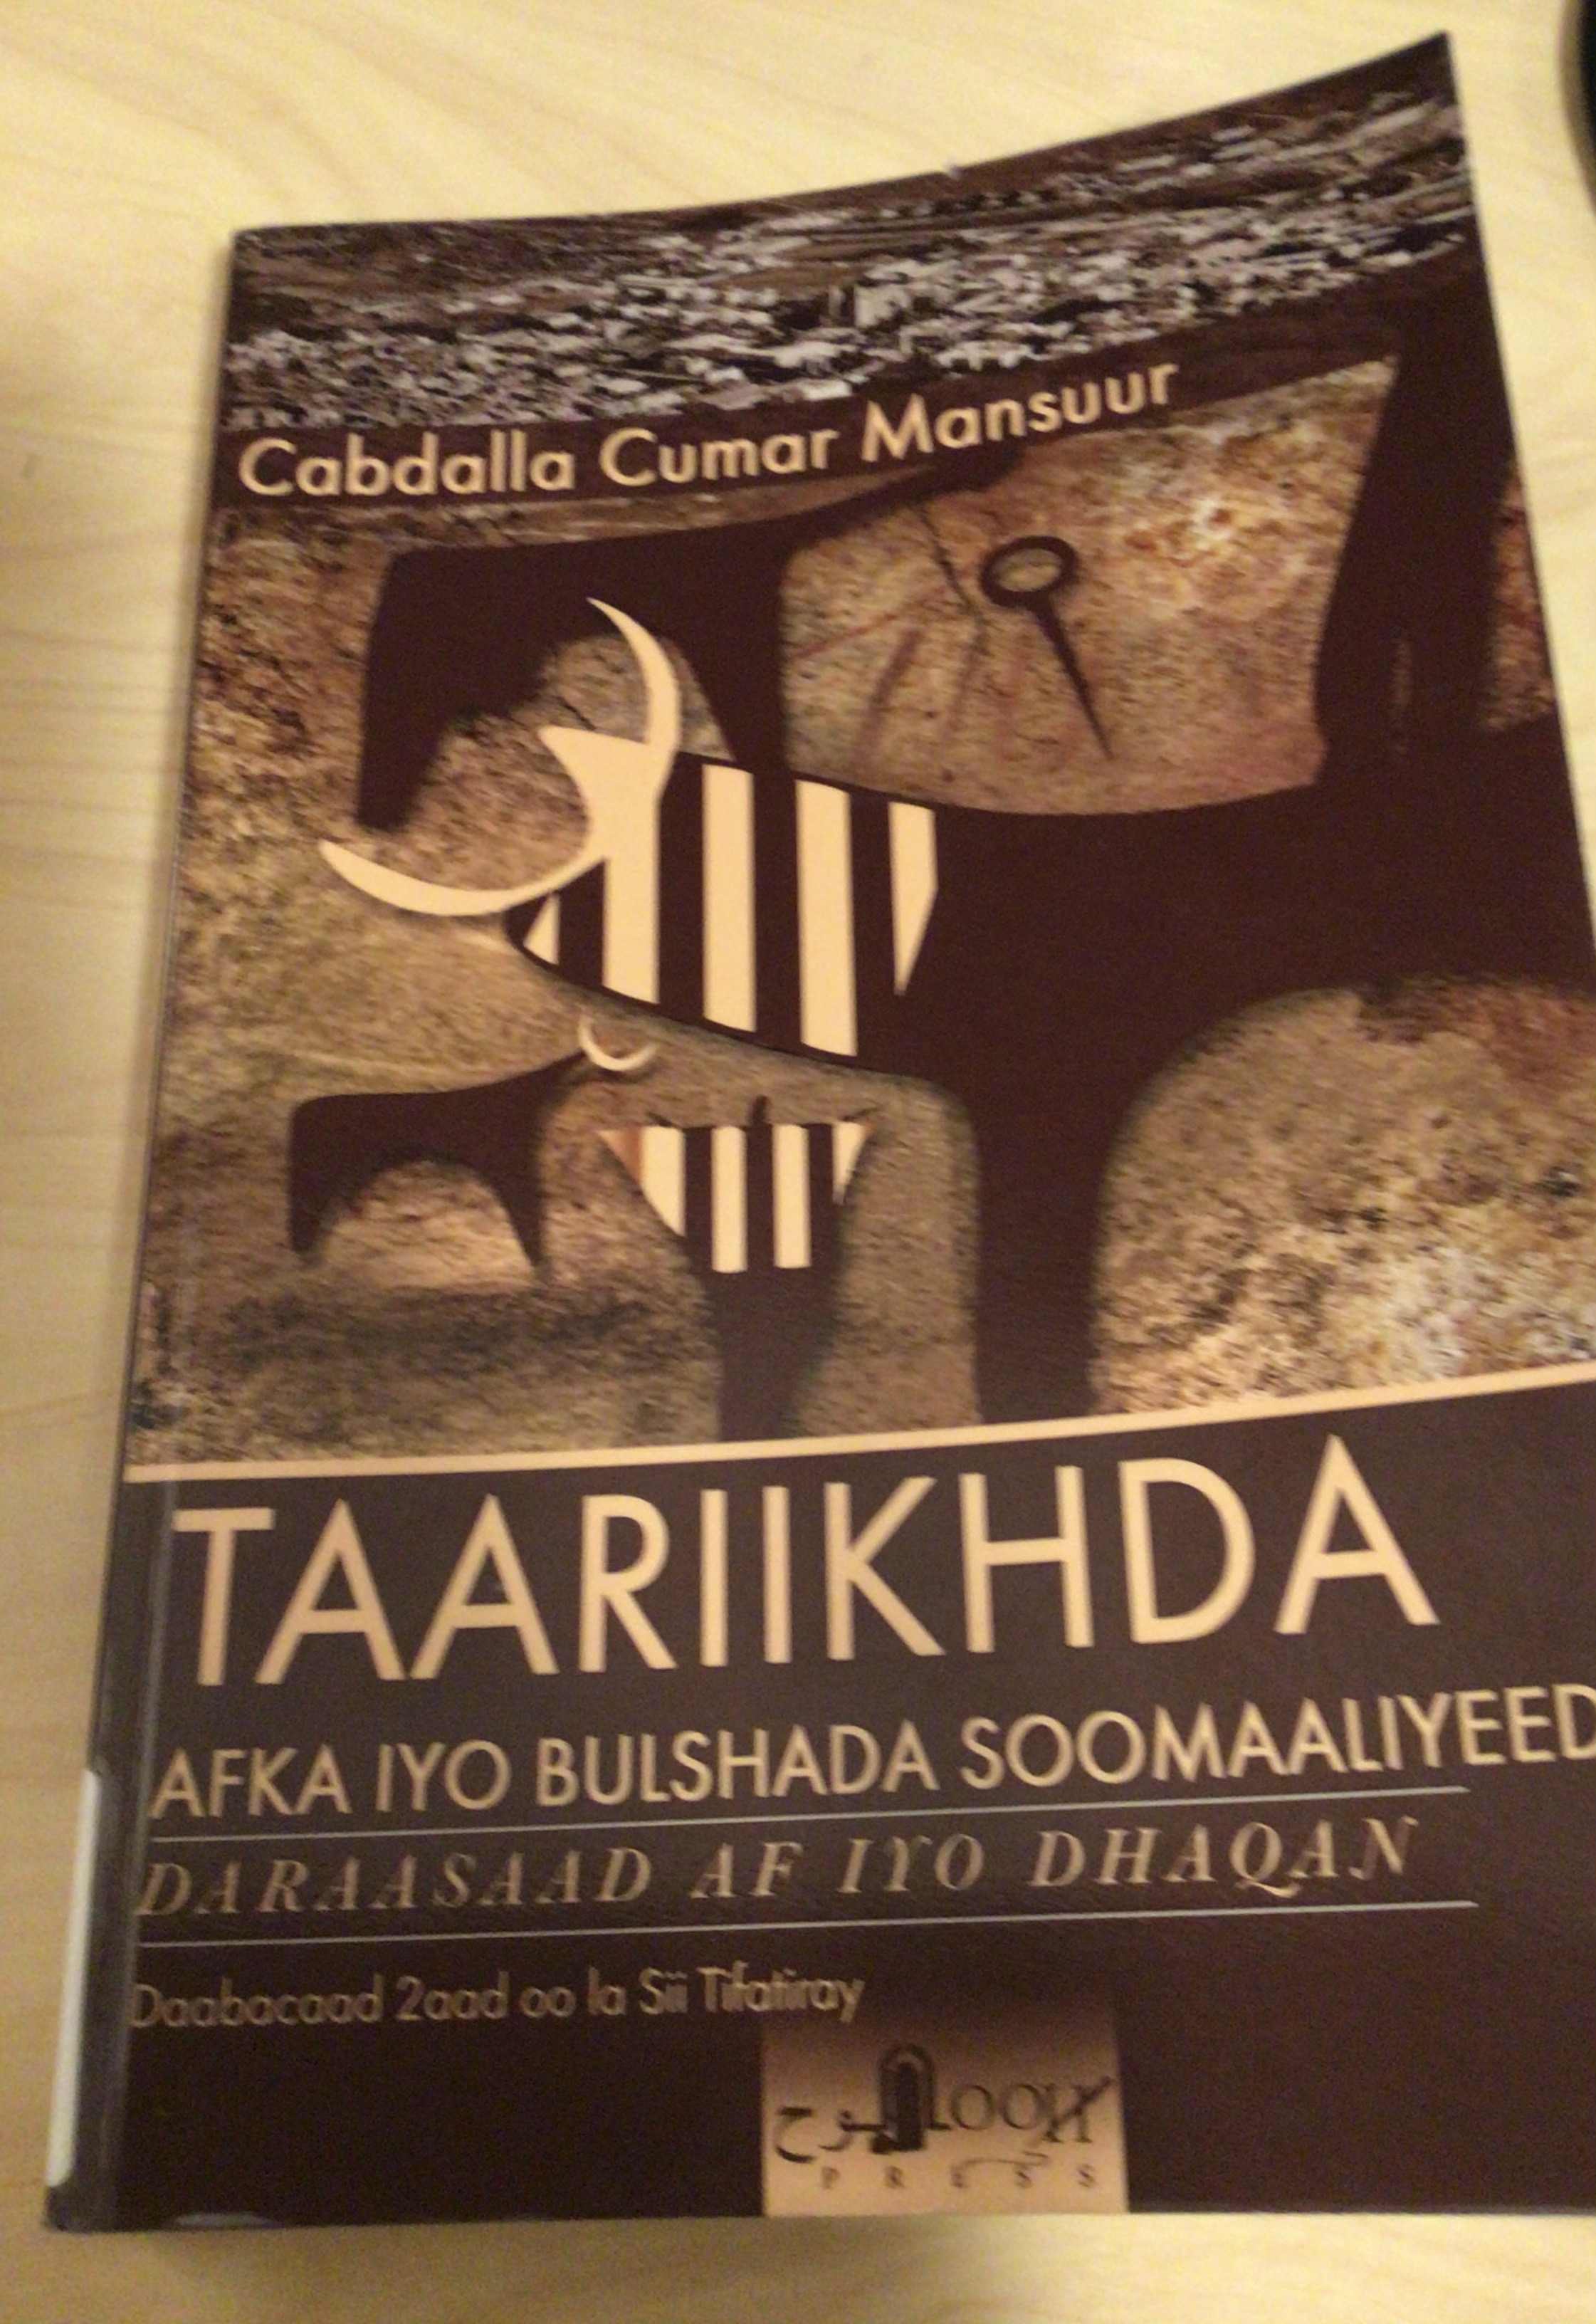 Cabdalla Cumar Mansuur
TAARIIKHDA
AFKA IYO BULSHADA SOOMAALIYEED
DARAASAAD AF IYO DHAQAN
Daabacaad 2aad oo la Sii Tifatiray
لوح LOOH
PRESS